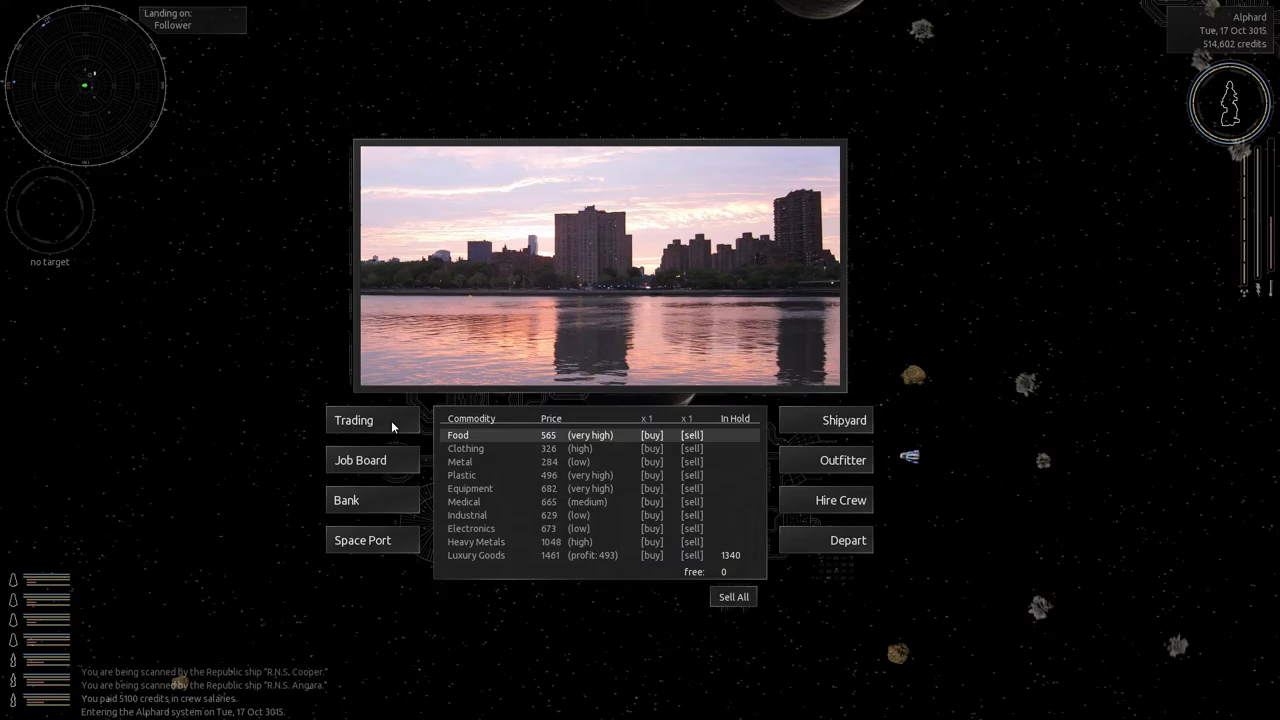 Landing on:
Follower
Alphard
Tue, 17 Oct 3015
514,602 credits
no target
Trading
Job Board
Bank
Space Port
Commodity Price x 1 x 1 In Hold
Food 565 (very high) [buy] [sell]
Clothing 326 (high) [buy] [sell]
Metal 284 (low) [buy] [sell]
Plastic 496 (very high) [buy] [sell]
Equipment 682 (very high) [buy] [sell]
Medical 665 (medium) [buy] [sell]
Industrial 629 (low) [buy] [sell]
Electronics 673 (low) [buy] [sell]
Heavy Metals 1048 (high) [buy] [sell]
Luxury Goods 1461 (profit: 493) [buy] [sell] 1340
free: 0
Sell All
Shipyard
Outfitter
Hire Crew
Depart
You are being scanned by the Republic ship "R.N.S. Cooper."
You are being scanned by the Republic ship "R.N.S. Angara."
You paid 5100 credits in crew salaries.
Entering the Alphard system on Tue, 17 Oct 3015.